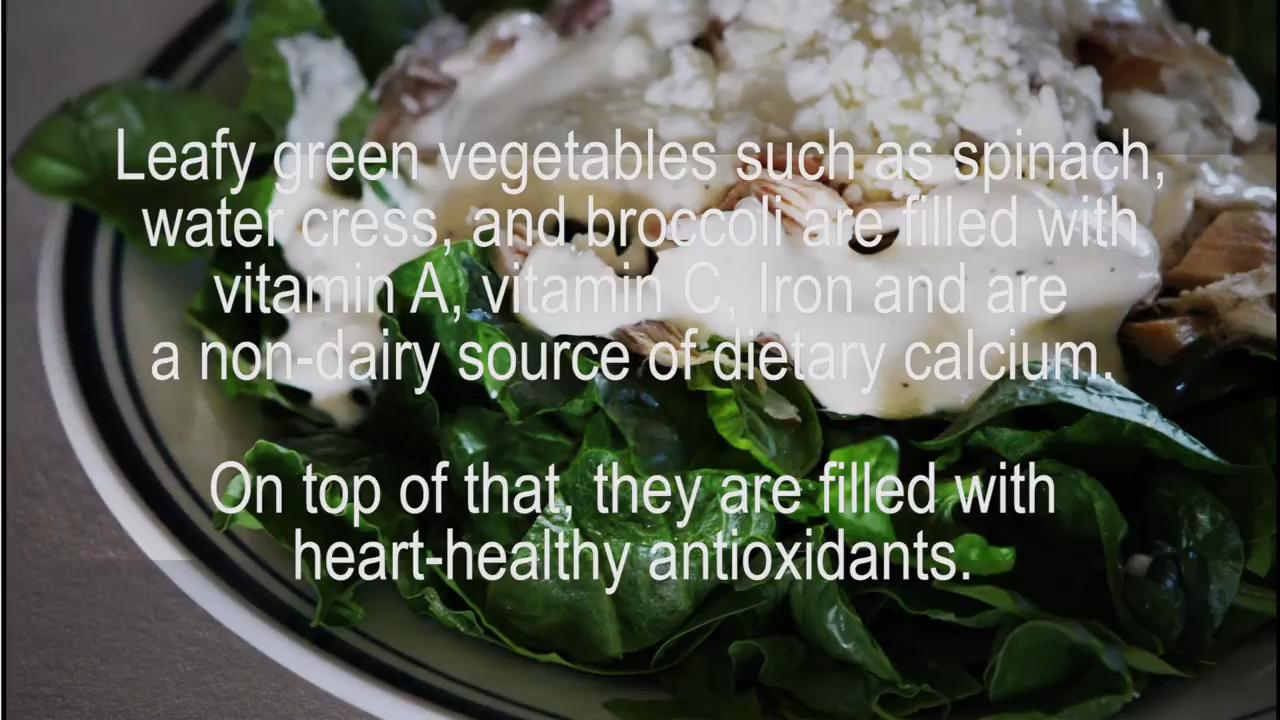 Leafy green vegetables such as spinach,
water cress, and broccoli are filled with
vitamin A, vitamin C, Iron and are
a non-dairy source of dietary calcium.
On top of that, they are filled with
heart-healthy antioxidants.